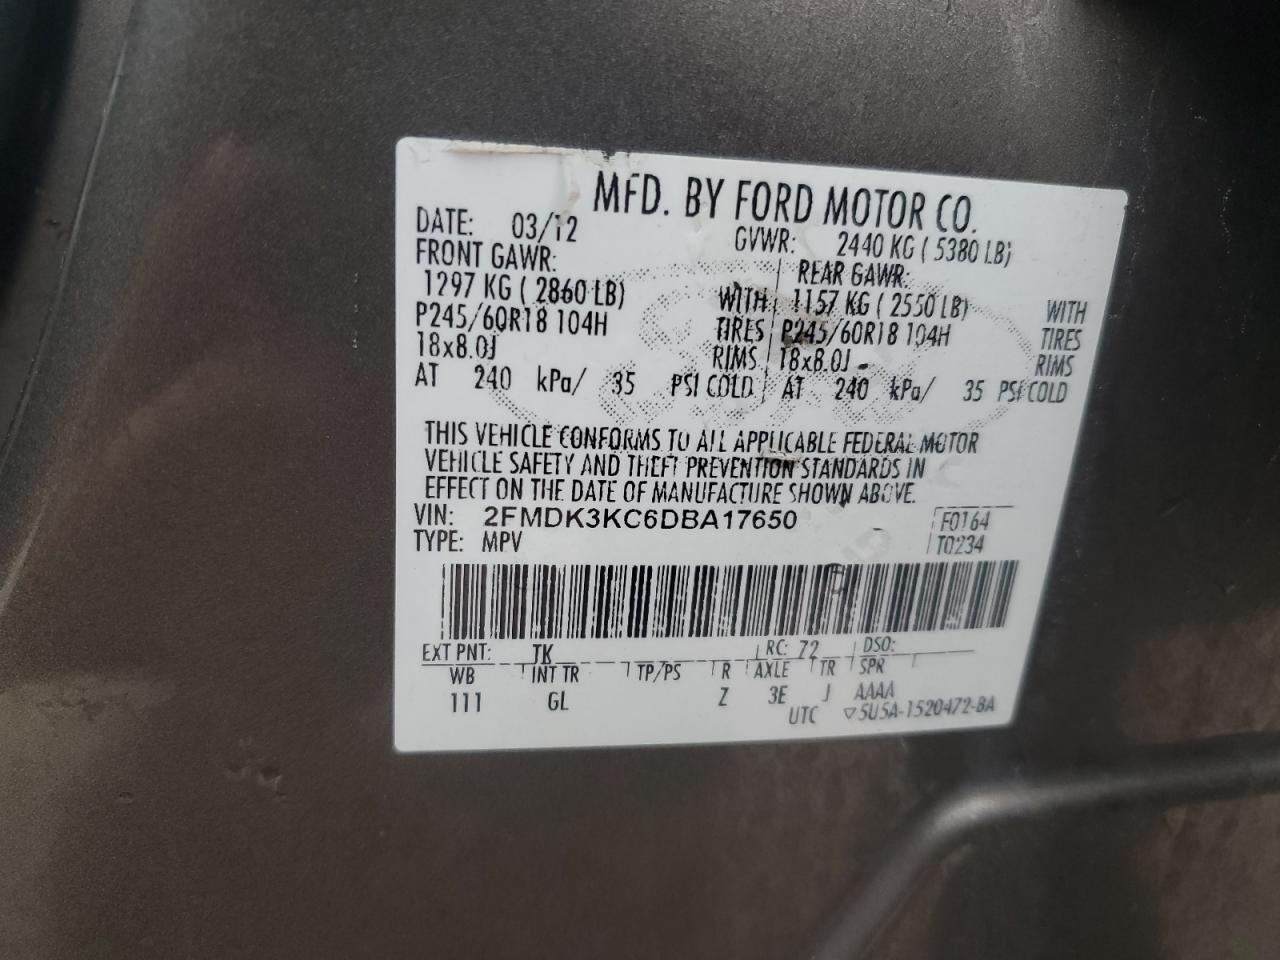 MFD. BY FORD MOTOR CO.
DATE: 03/12 GVWR: 2440 KG ( 5380 LB)
FRONT GAWR: REAR GAWR:
1297 KG ( 2860 LB) WITH 1157 KG ( 2550 LB) WITH
P245/60R18 104H TIRES P245/60R18 104H TIRES
18x8.0J RIMS 18x8.0J RIMS
AT 240 kPa/ 35 PSI COLD AT 240 kPa/ 35 PSI COLD
THIS VEHICLE CONFORMS TO ALL APPLICABLE FEDERAL MOTOR
VEHICLE SAFETY AND THEFT PREVENTION STANDARDS IN
EFFECT ON THE DATE OF MANUFACTURE SHOWN ABOVE.
VIN: 2FMDK3KC6DBA17650 F0164
TYPE: MPV T0234
EXT PNT: TK RC: 72 DSO:
WB INT TR TP/PS R AXLE TR SPR
111 GL Z 3E J AAAA
UTC ▽5U5A-1520472-BA